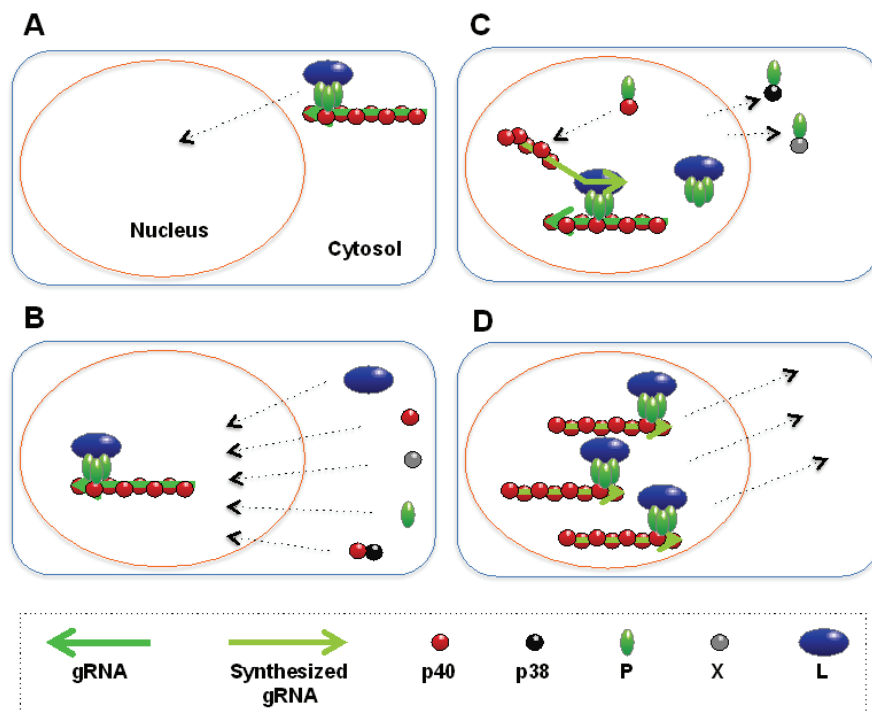 A
C
Nucleus
Cytosol
B
D
gRNA
Synthesized
gRNA
p40
p38
P
X
L